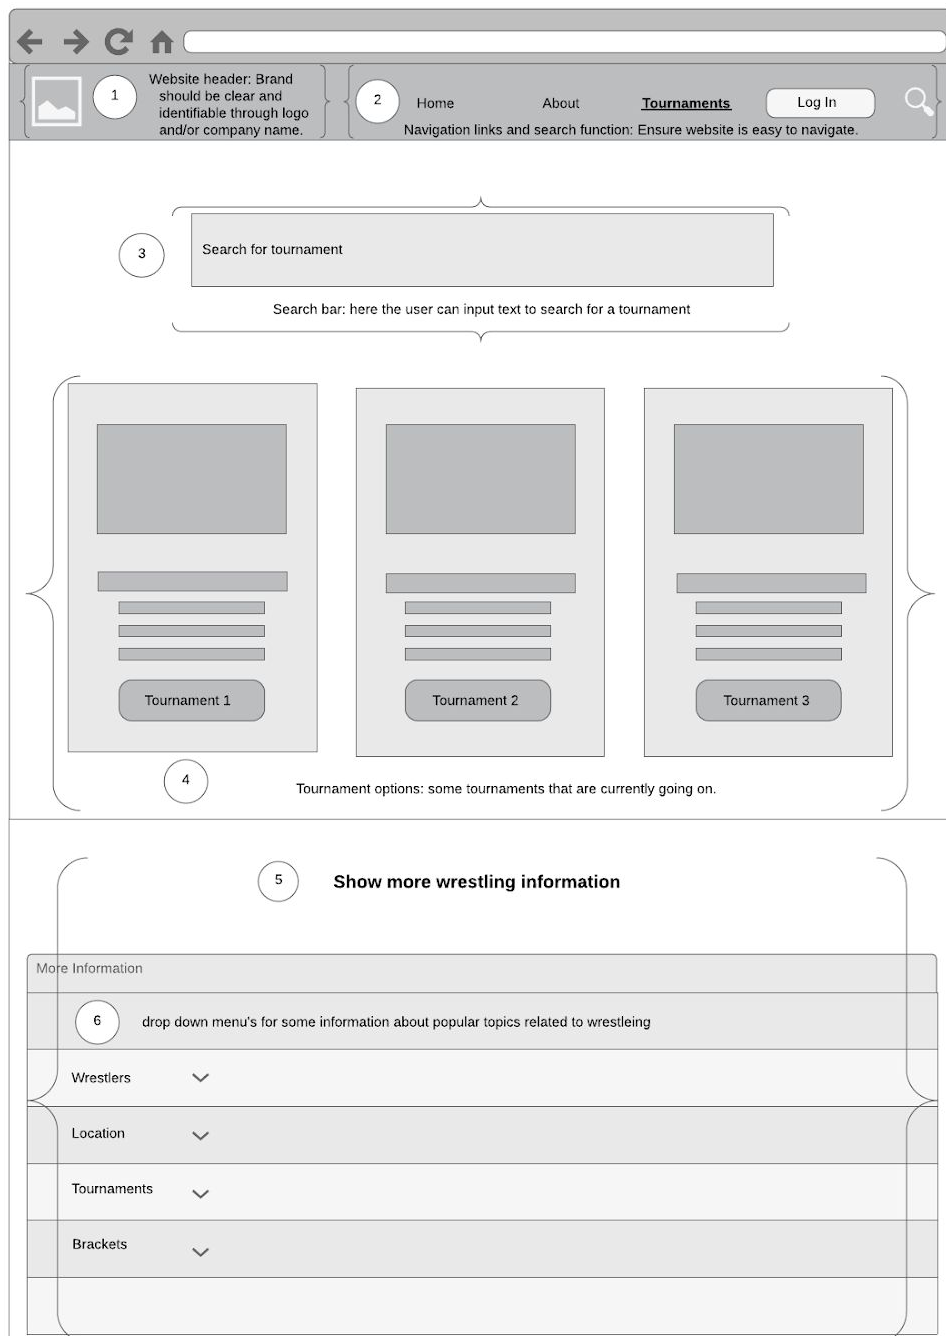 1
Website header: Brand
should be clear and
identifiable through logo
and/or company name.
2
Home About Tournaments Log In
Navigation links and search function: Ensure website is easy to navigate.
3
Search for tournament
Search bar: here the user can input text to search for a tournament
Tournament 1 Tournament 2 Tournament 3
4
Tournament options: some tournaments that are currently going on.
5
Show more wrestling information
More Information
6
drop down menu's for some information about popular topics related to wrestleing
Wrestlers
Location
Tournaments
Brackets